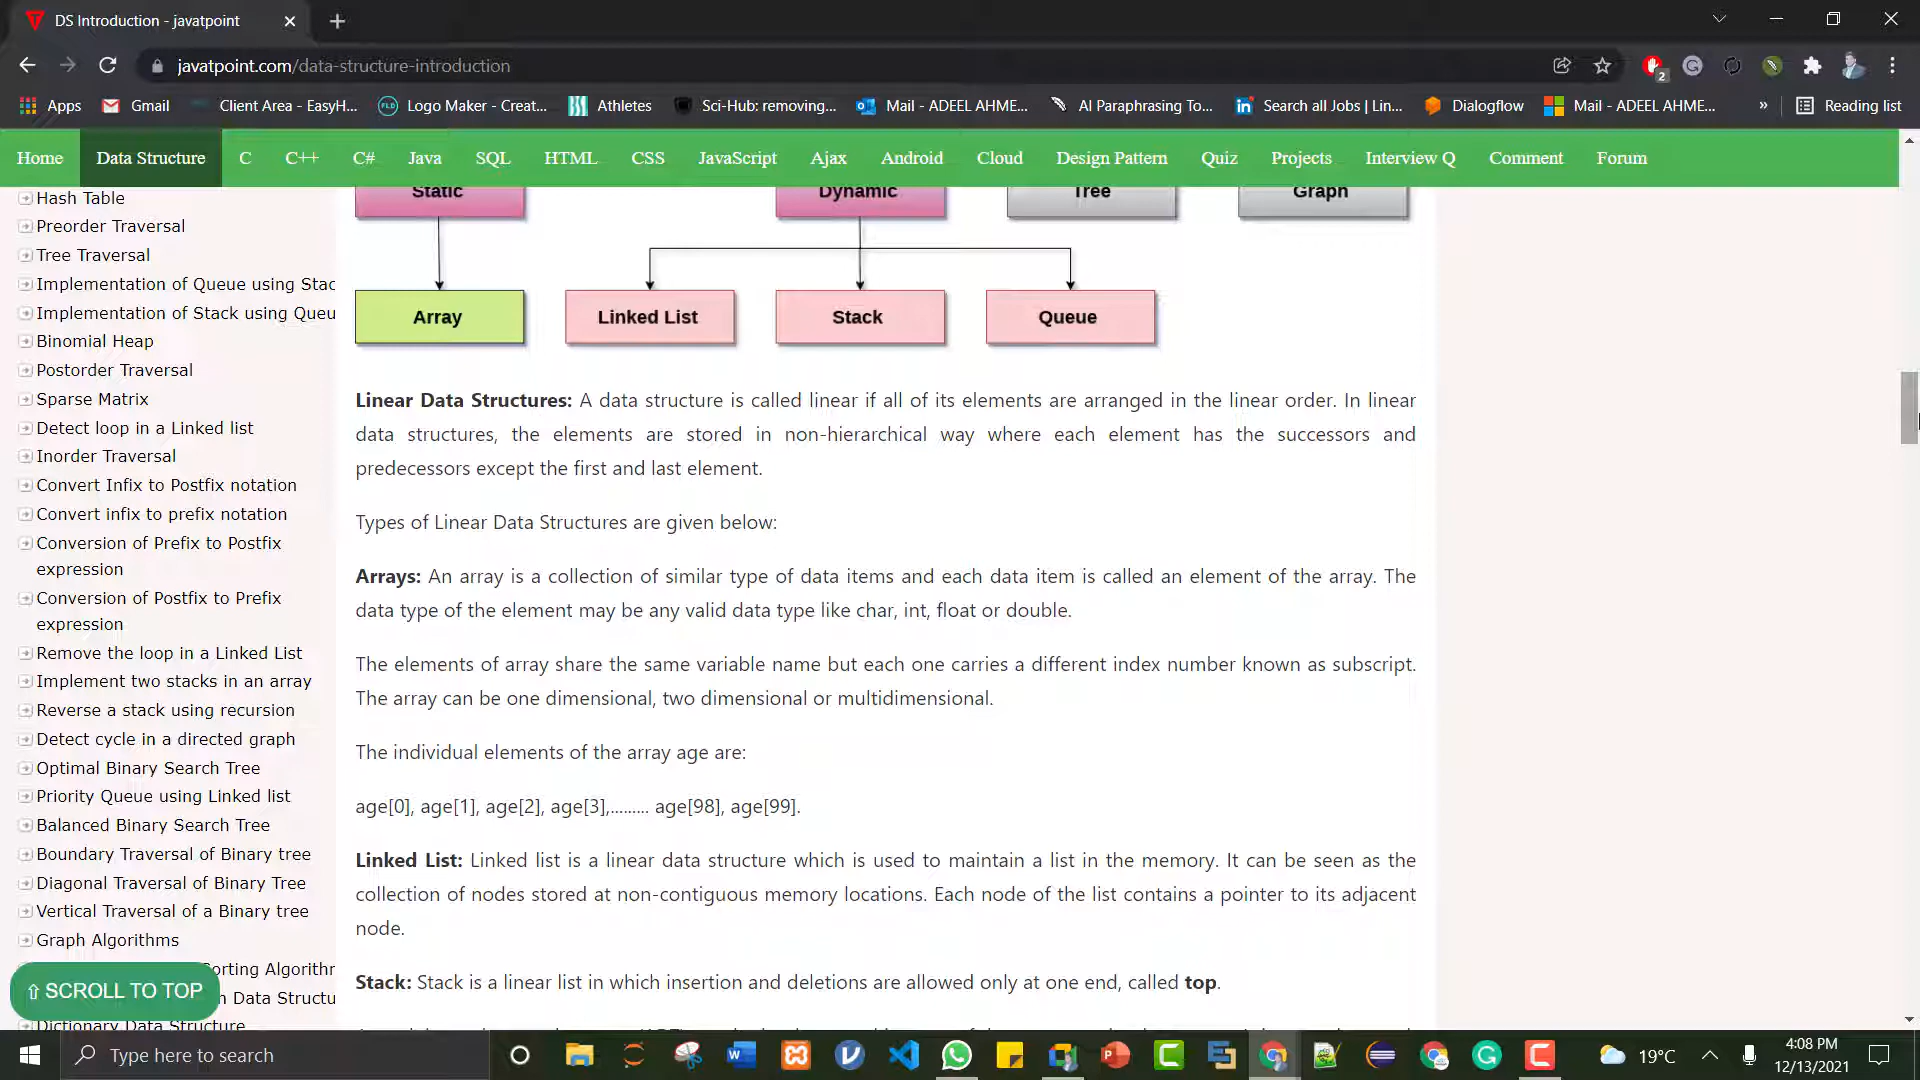 DS Introduction - javatpoint
javatpoint.com/data-structure-introduction
2
Apps Gmail Client Area - EasyH... Logo Maker - Creat... Athletes Sci-Hub: removing... Mail - ADEEL AHME... AI Paraphrasing To... Search all Jobs | Lin... Dialogflow Mail - ADEEL AHME... » Reading list
Home Data Structure C C++ C# Java SQL HTML CSS JavaScript Ajax Android Cloud Design Pattern Quiz Projects Interview Q Comment Forum
Hash Table
Preorder Traversal
Tree Traversal
Implementation of Queue using Stac
Implementation of Stack using Queu
Binomial Heap
Postorder Traversal
Sparse Matrix
Detect loop in a Linked list
Inorder Traversal
Convert Infix to Postfix notation
Convert infix to prefix notation
Conversion of Prefix to Postfix
expression
Conversion of Postfix to Prefix
expression
Remove the loop in a Linked List
Implement two stacks in an array
Reverse a stack using recursion
Detect cycle in a directed graph
Optimal Binary Search Tree
Priority Queue using Linked list
Balanced Binary Search Tree
Boundary Traversal of Binary tree
Diagonal Traversal of Binary Tree
Vertical Traversal of a Binary tree
Graph Algorithms
orting Algorithm
Data Structu
Dictionary Data Structure
⇧ SCROLL TO TOP
Static Dynamic Tree Graph
Array Linked List Stack Queue
Linear Data Structures: A data structure is called linear if all of its elements are arranged in the linear order. In linear
data structures, the elements are stored in non-hierarchical way where each element has the successors and
predecessors except the first and last element.
Types of Linear Data Structures are given below:
Arrays: An array is a collection of similar type of data items and each data item is called an element of the array. The
data type of the element may be any valid data type like char, int, float or double.
The elements of array share the same variable name but each one carries a different index number known as subscript.
The array can be one dimensional, two dimensional or multidimensional.
The individual elements of the array age are:
age[0], age[1], age[2], age[3],......... age[98], age[99].
Linked List: Linked list is a linear data structure which is used to maintain a list in the memory. It can be seen as the
collection of nodes stored at non-contiguous memory locations. Each node of the list contains a pointer to its adjacent
node.
Stack: Stack is a linear list in which insertion and deletions are allowed only at one end, called top.
Type here to search
19°C
4:08 PM
12/13/2021